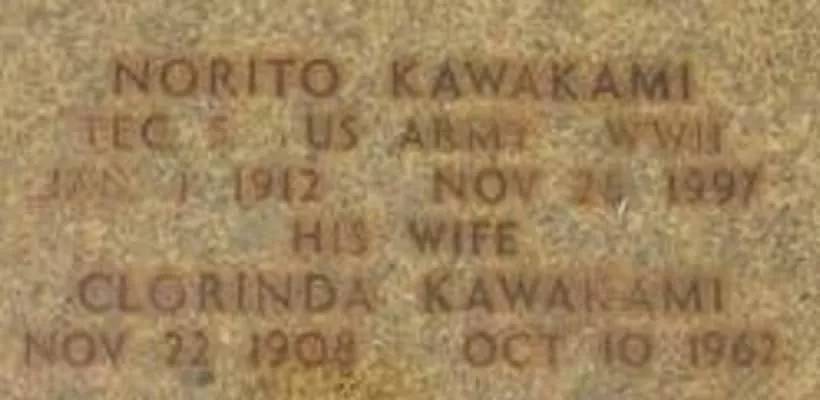 NORITO KAWAKAMI
TEC 5 US ARMY WWII
JAN 1912 NOV 1997
HIS WIFE
CLORINDA KAWAKAMI
NOV 22 1908 OCT 10 1962